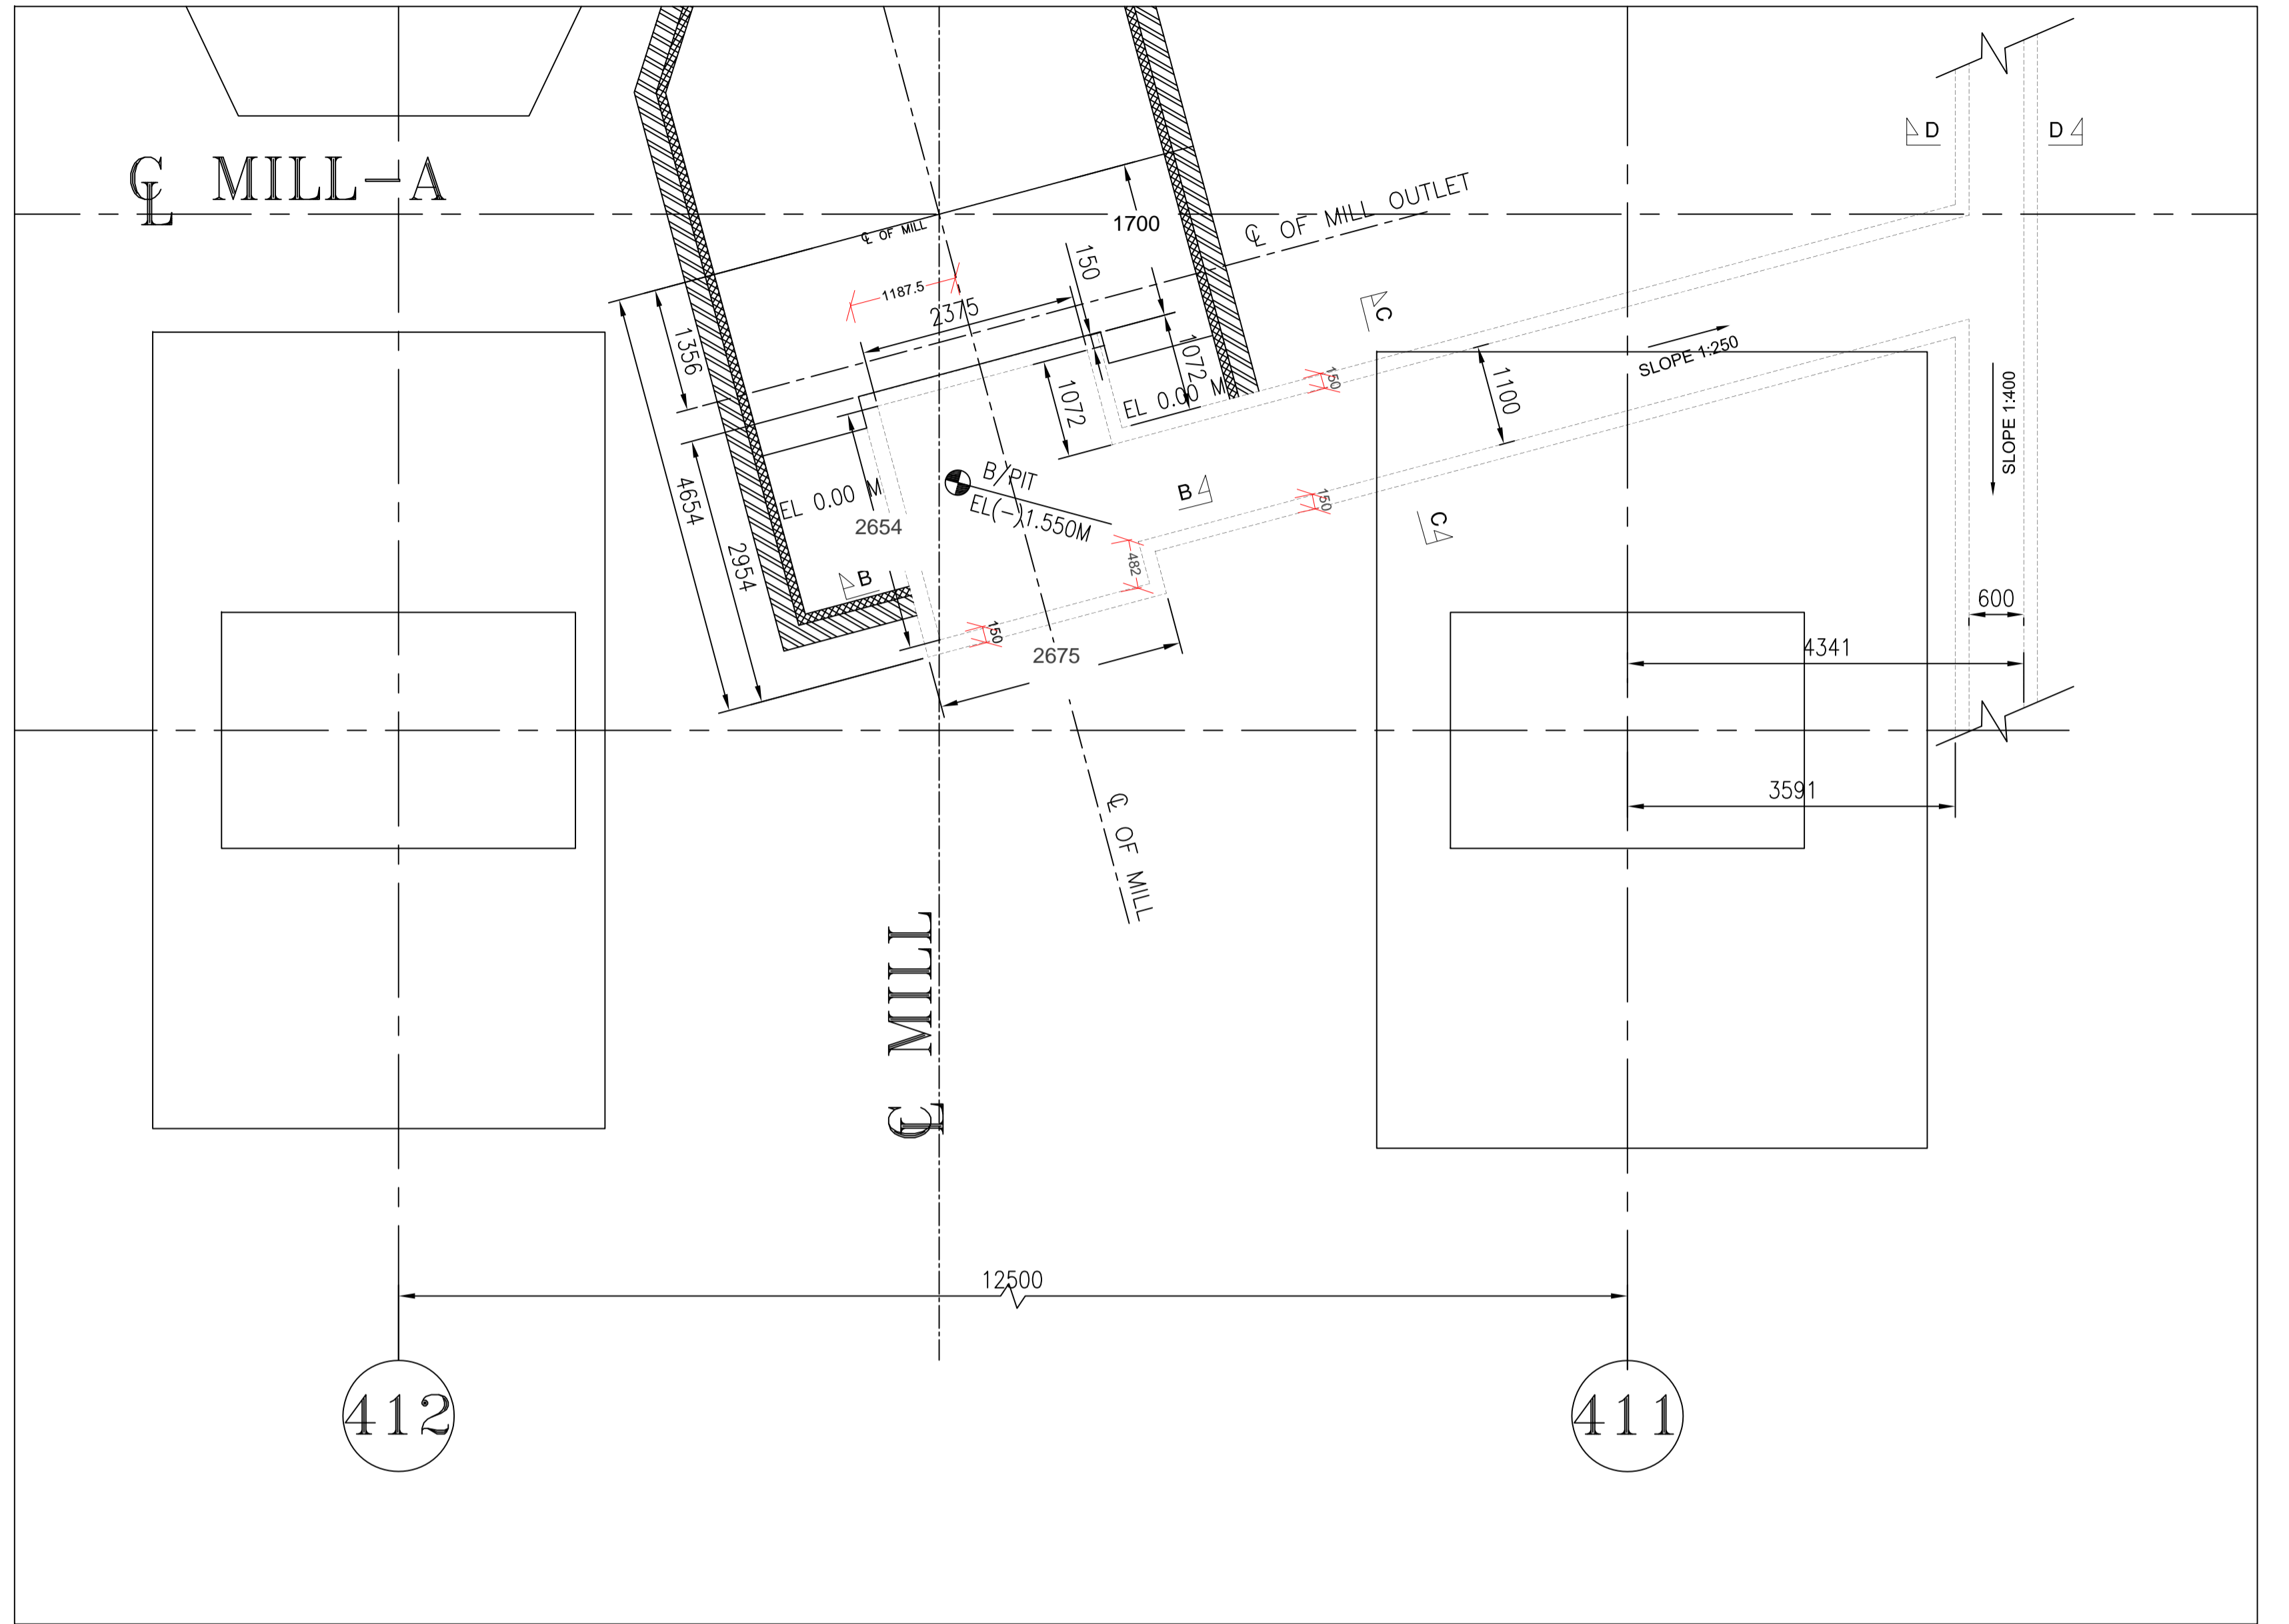 D
D
℄ MILL-A
℄ OF MILL OUTLET
1700
℄ OF MILL
150
1187.5
2375
C
1356
1072
SLOPE 1:250
150
1100
1072
EL 0.00 M
SLOPE 1:400
B/PIT
EL(-)1.550M
B
EL 0.00 M
4654
2654
150
C
2954
B
482
600
150
2675
4341
3591
℄ OF MILL
℄ MILL
12500
412
411